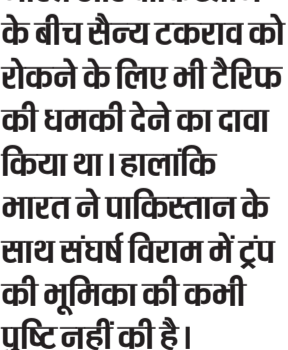 के बीच सैन्य टकराव को
रोकने के लिए भी टैरिफ
की धमकी देने का दावा
किया था। हालांकि
भारत ने पाकिस्तान के
साथ संघर्ष विराम में ट्रंप
की भूमिका की कभी
पुष्टि नहीं की है।